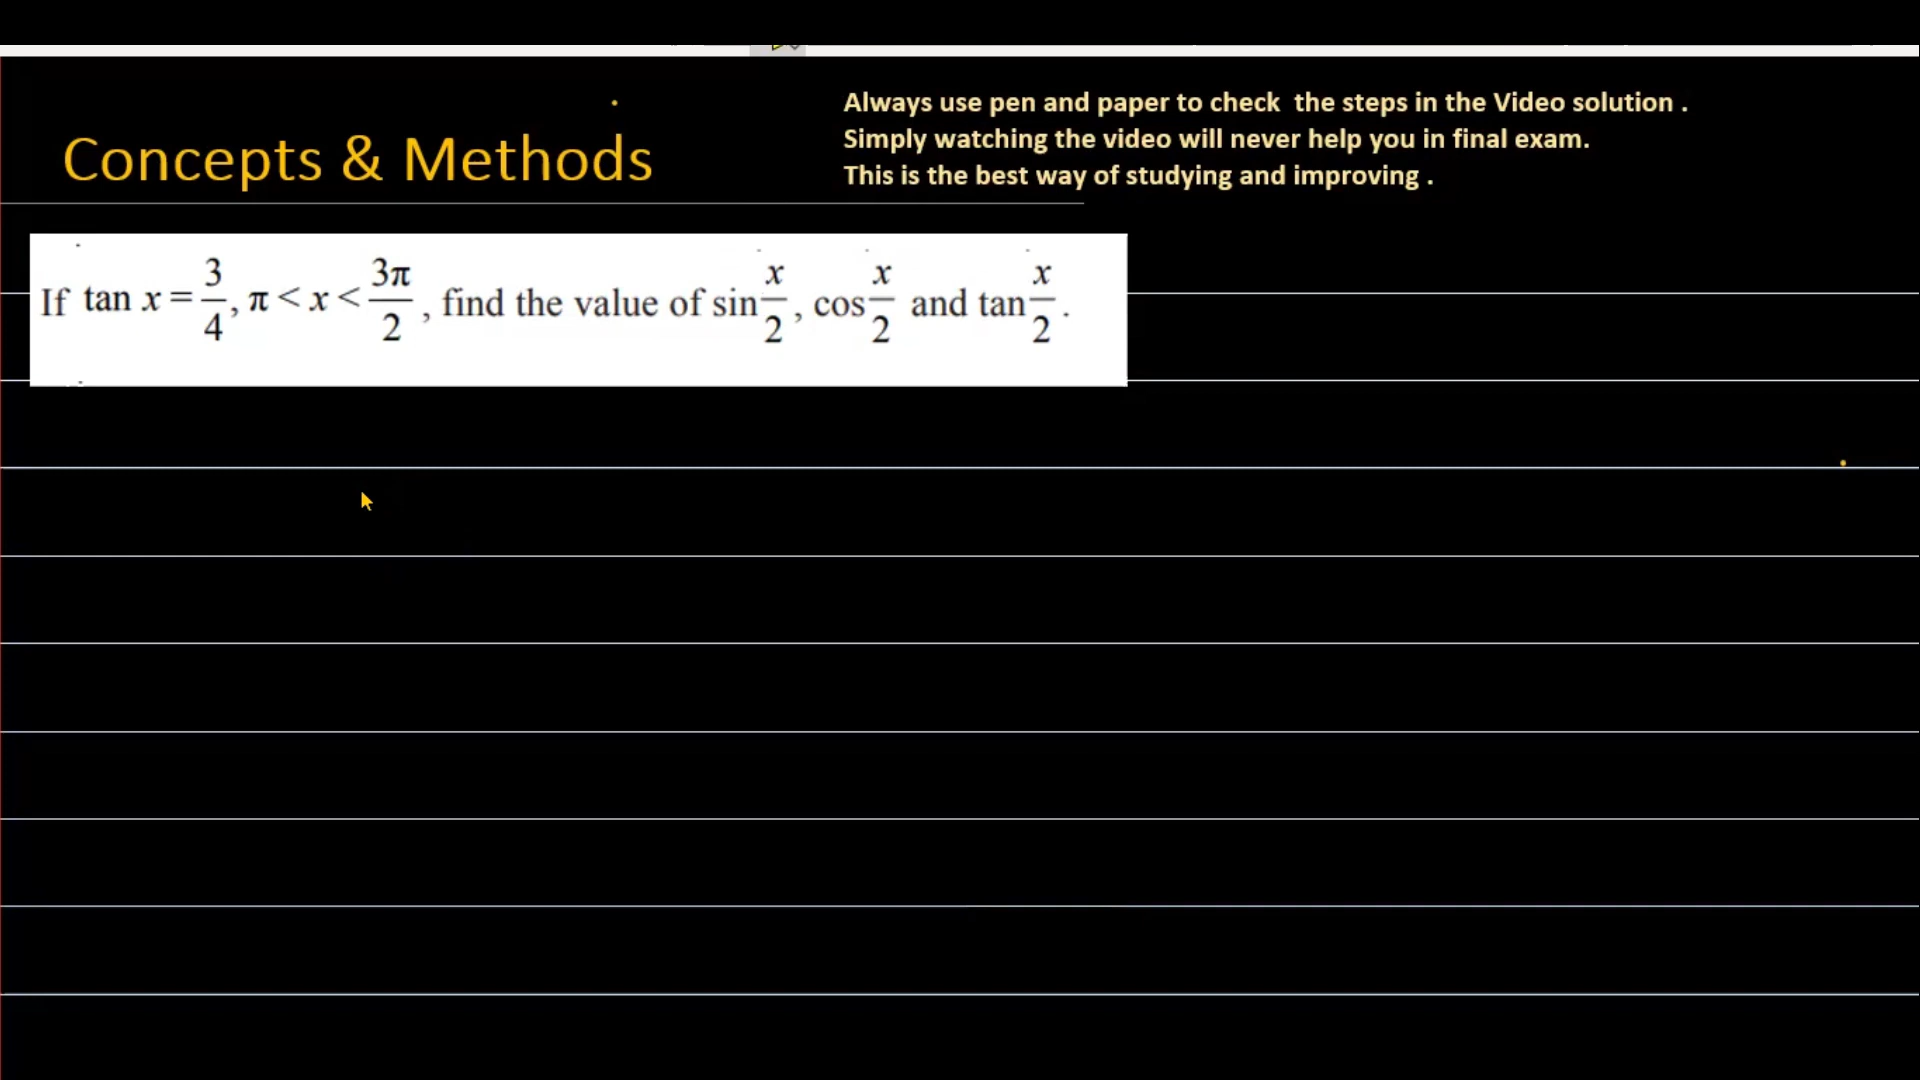 Always use pen and paper to check the steps in the Video solution .
Simply watching the video will never help you in final exam.
This is the best way of studying and improving .
Concepts & Methods
If tan x = 3/4, π < x < 3π/2, find the value of sin x/2, cos x/2 and tan x/2.